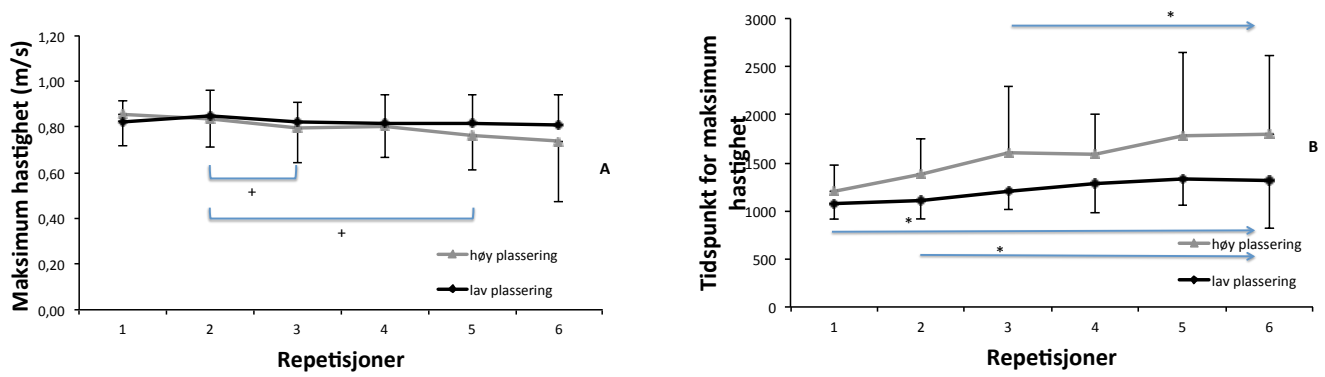 Maksimum hastighet (m/s)
1,20
1,00
0,80
0,60
0,40
0,20
0,00
+
+
høy plassering
lav plassering
1 2 3 4 5 6
Repetisjoner
A
Tidspunkt for maksimum
hastighet
3000
2500
2000
1500
1000
500
0
*
*
*
høy plassering
lav plassering
1 2 3 4 5 6
Repetisjoner
B